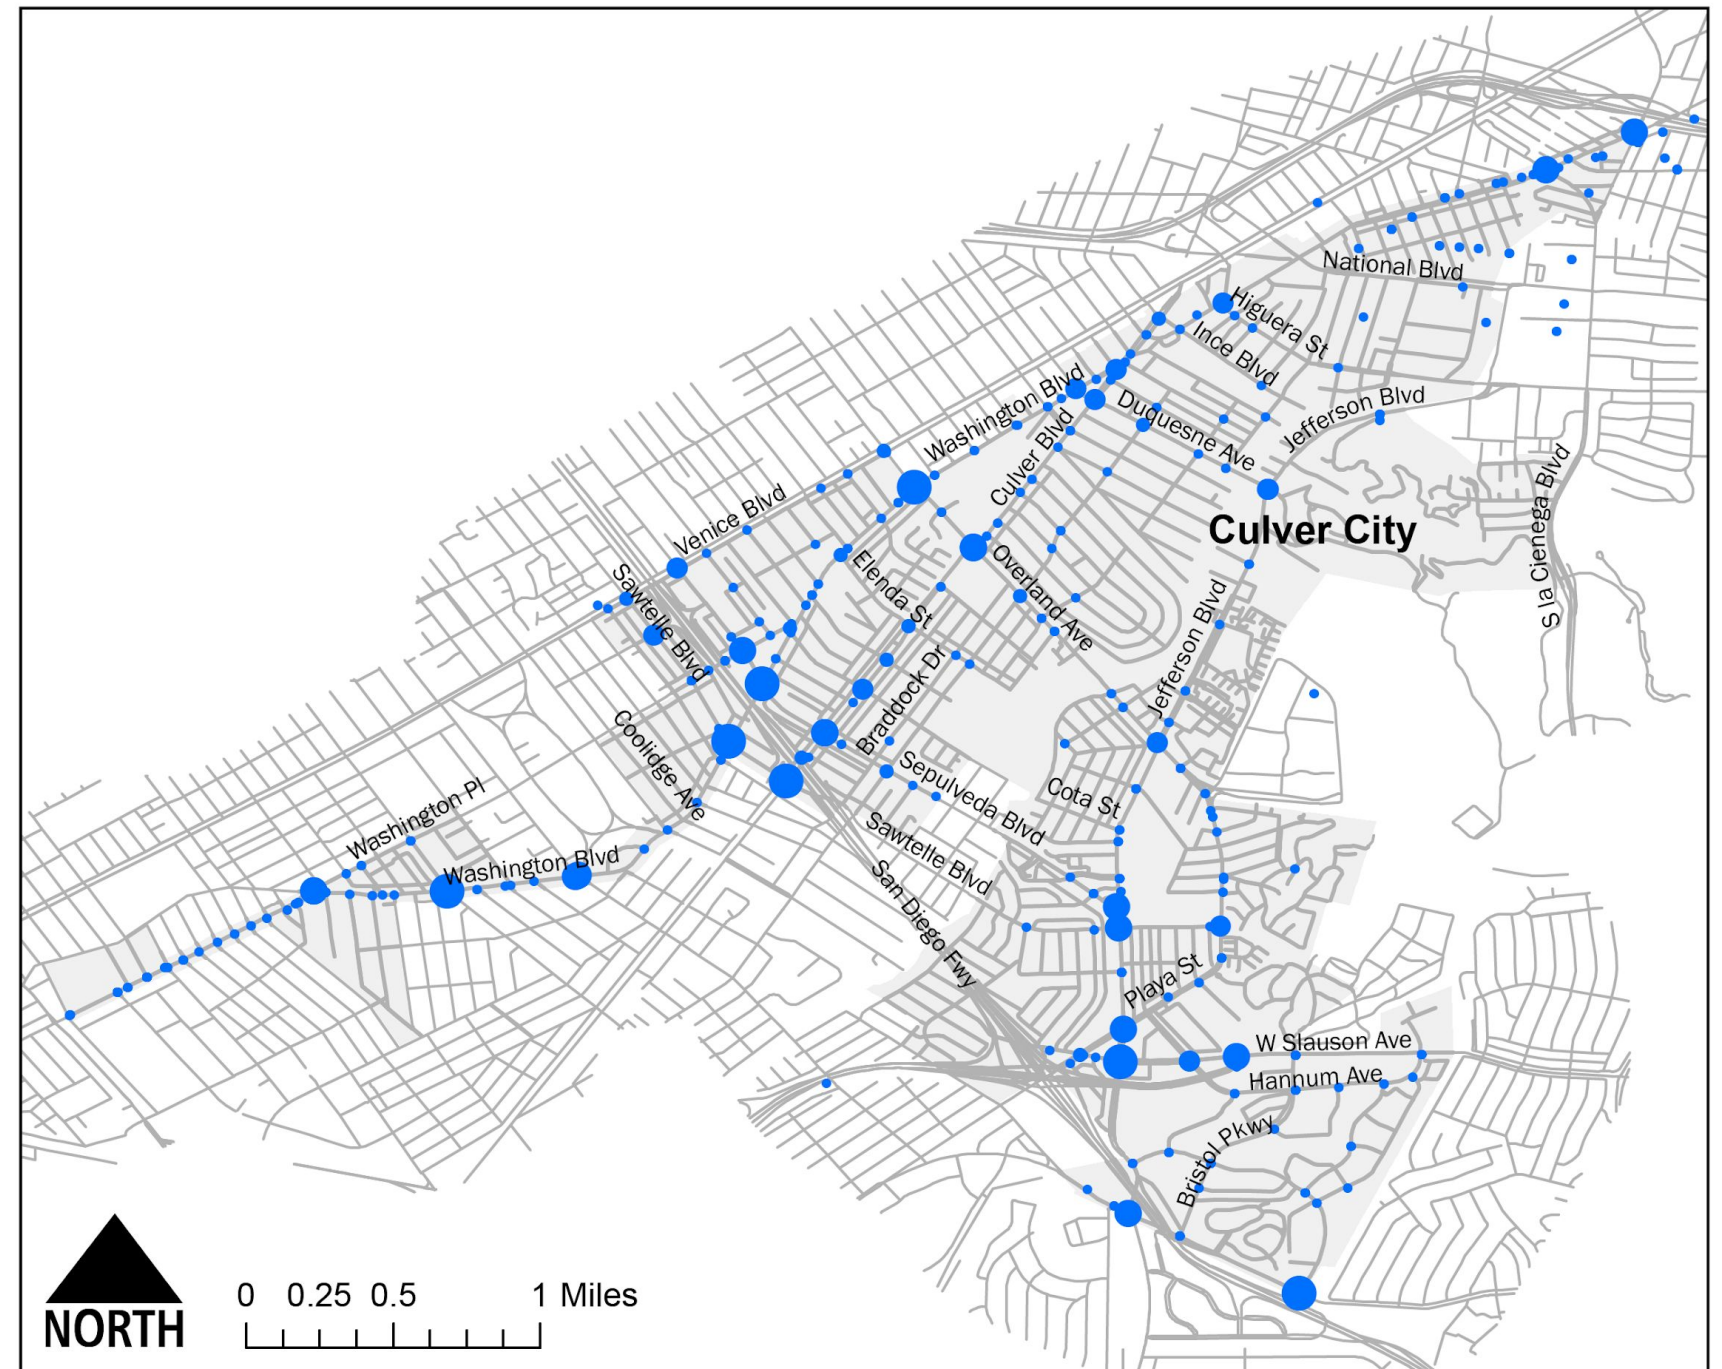 National Blvd
Higuera St
Ince Blvd
Washington Blvd
Duquesne Ave
Jefferson Blvd
Culver Blvd
S la Cienega Blvd
Venice Blvd
Culver City
Sawtelle Blvd
Elenda St
Overland Ave
Jefferson Blvd
Braddock Dr
Coolidge Ave
Sepulveda Blvd
Cota St
Washington Pl
Sawtelle Blvd
Washington Blvd
San Diego Fwy
Playa St
W Slauson Ave
Hannum Ave
Bristol Pkwy
NORTH
0 0.25 0.5 1 Miles